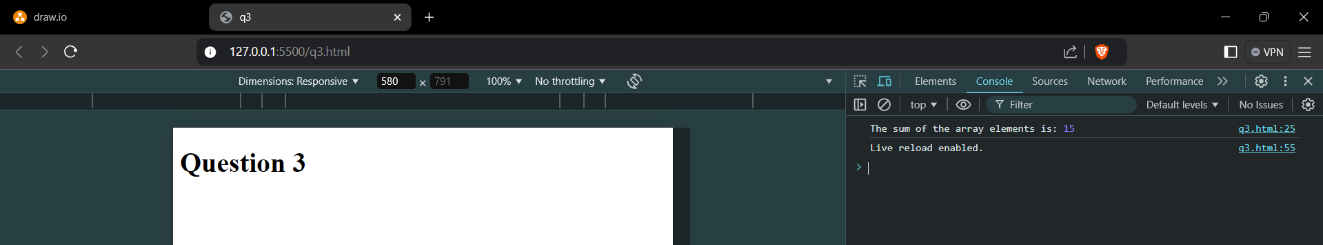 draw.io
q3
127.0.0.1:5500/q3.html
VPN
Dimensions: Responsive 580 x 791 100% No throttling
Elements Console Sources Network Performance
top Filter Default levels No Issues
The sum of the array elements is: 15 q3.html:25
Live reload enabled. q3.html:55
Question 3